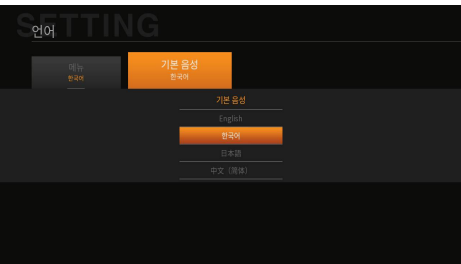 SETTING
언어
메뉴
한국어
기본 음성
한국어
기본 음성
English
한국어
日本語
中文 (简体)